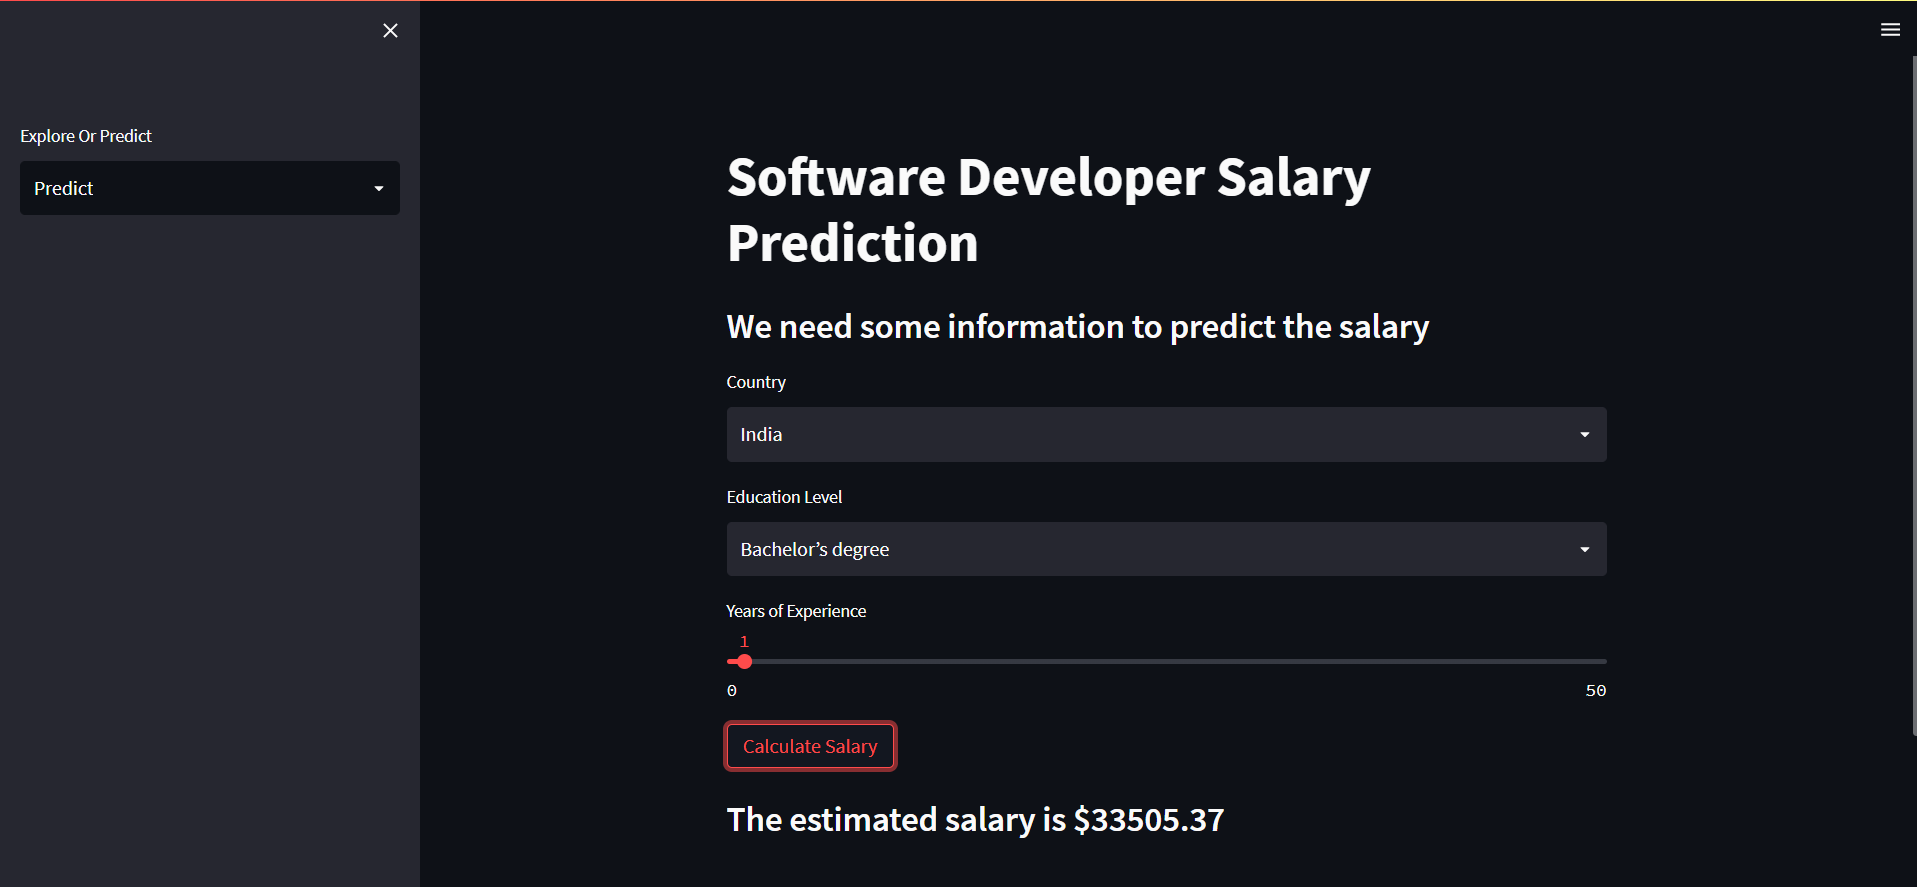 Explore Or Predict
Predict
Software Developer Salary
Prediction
We need some information to predict the salary
Country
India
Education Level
Bachelor’s degree
Years of Experience
1
0 50
Calculate Salary
The estimated salary is $33505.37